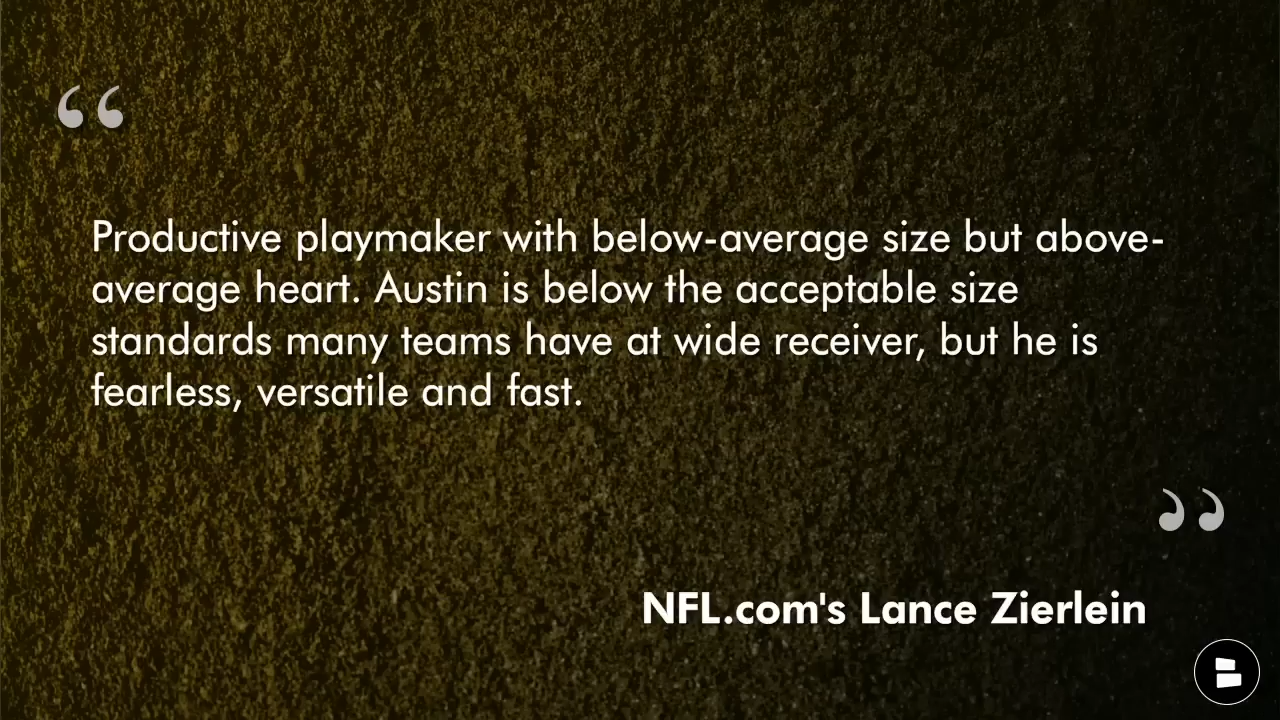 “
Productive playmaker with below-average size but above-
average heart. Austin is below the acceptable size
standards many teams have at wide receiver, but he is
fearless, versatile and fast.
”
NFL.com's Lance Zierlein